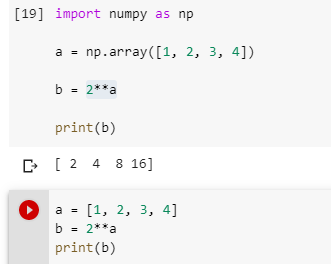 [19] import numpy as np
a = np.array([1, 2, 3, 4])
b = 2**a
print(b)
[ 2  4  8 16]
a = [1, 2, 3, 4]
b = 2**a
print(b)